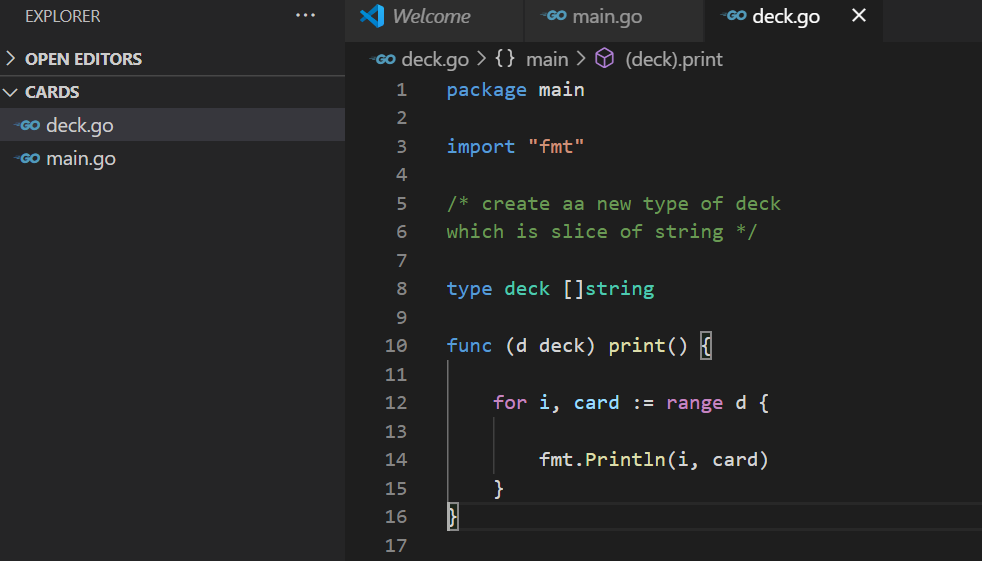 EXPLORER ...
OPEN EDITORS
CARDS
GO deck.go
GO main.go
Welcome GO main.go GO deck.go ×
GO deck.go > {} main > (deck).print
1 package main
2
3 import "fmt"
4
5 /* create aa new type of deck
6 which is slice of string */
7
8 type deck []string
9
10 func (d deck) print() {
11
12 for i, card := range d {
13
14 fmt.Println(i, card)
15 }
16 }
17